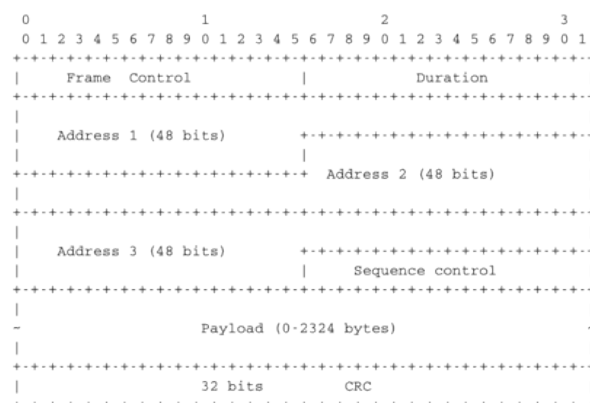 0 1 2 3
0 1 2 3 4 5 6 7 8 9 0 1 2 3 4 5 6 7 8 9 0 1 2 3 4 5 6 7 8 9 0 1
Frame Control Duration
Address 1 (48 bits)
Address 2 (48 bits)
Address 3 (48 bits)
Sequence control
Payload (0-2324 bytes)
32 bits CRC